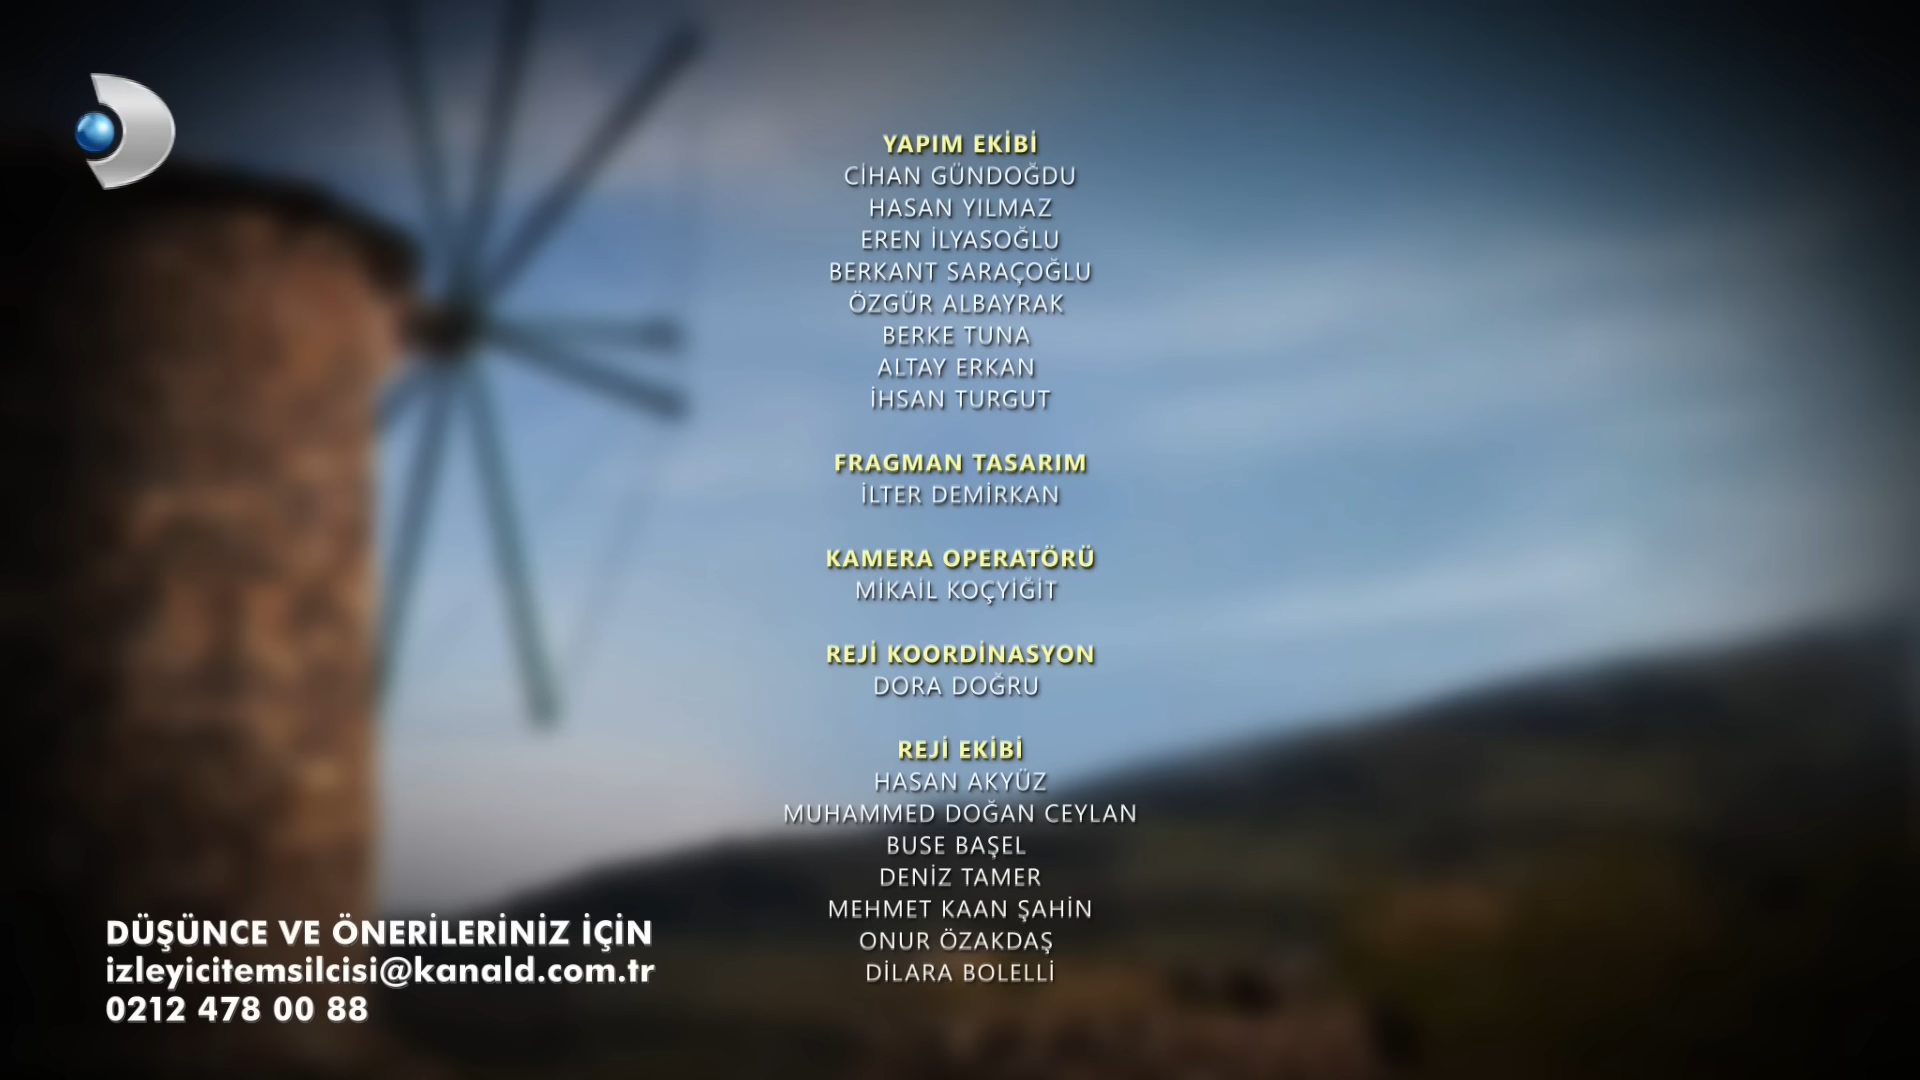 YAPIM EKİBİ
CİHAN GÜNDOĞDU
HASAN YILMAZ
EREN İLYASOĞLU
BERKANT SARAÇOĞLU
ÖZGÜR ALBAYRAK
BERKE TUNA
ALTAY ERKAN
İHSAN TURGUT
FRAGMAN TASARIM
İLTER DEMİRKAN
KAMERA OPERATÖRÜ
MİKAİL KOÇYİĞİT
REJİ KOORDİNASYON
DORA DOĞRU
REJİ EKİBİ
HASAN AKYÜZ
MUHAMMED DOĞAN CEYLAN
BUSE BAŞEL
DENİZ TAMER
MEHMET KAAN ŞAHİN
ONUR ÖZAKDAŞ
DİLARA BOLELLİ
DÜŞÜNCE VE ÖNERİLERİNİZ İÇİN
izleyicitemsilcisi@kanald.com.tr
0212 478 00 88